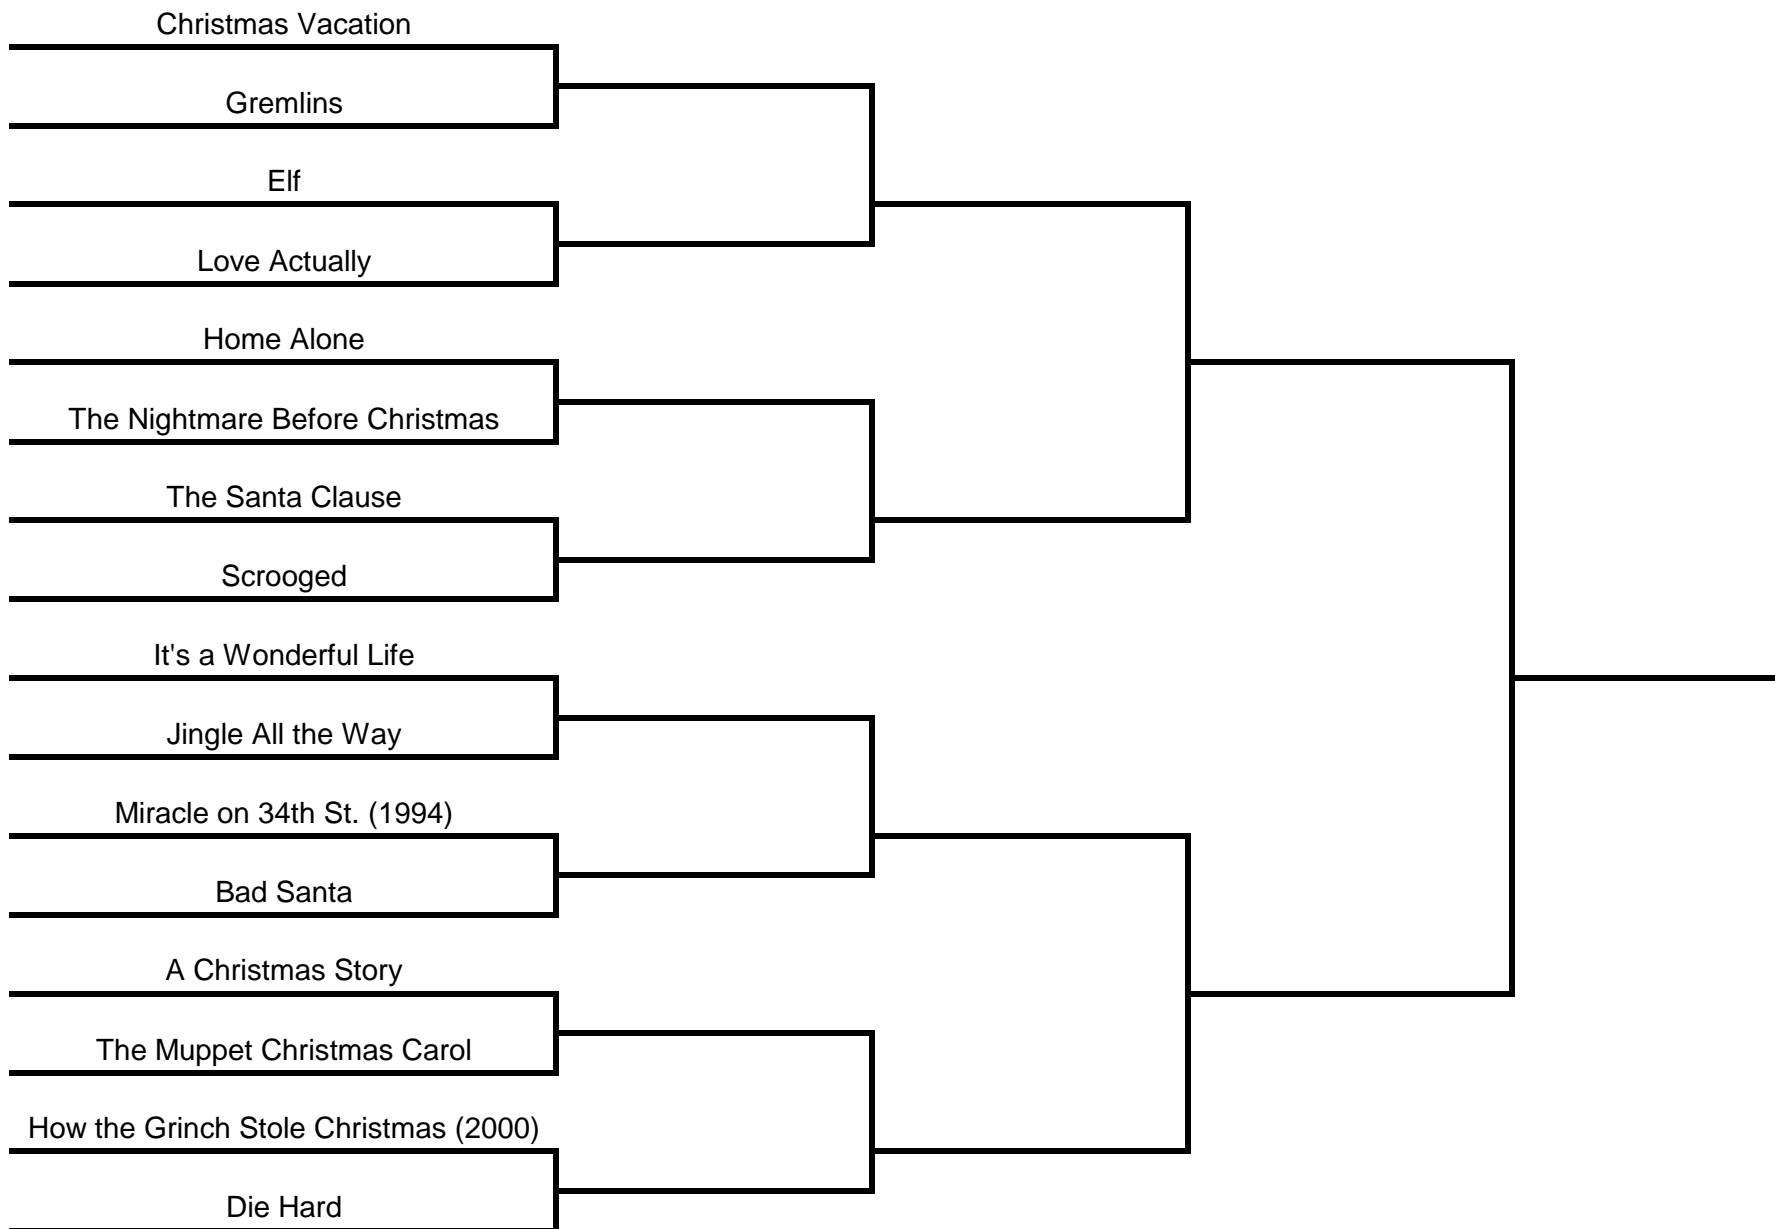 Christmas Vacation
Gremlins
Elf
Love Actually
Home Alone
The Nightmare Before Christmas
The Santa Clause
Scrooged
It's a Wonderful Life
Jingle All the Way
Miracle on 34th St. (1994)
Bad Santa
A Christmas Story
The Muppet Christmas Carol
How the Grinch Stole Christmas (2000)
Die Hard